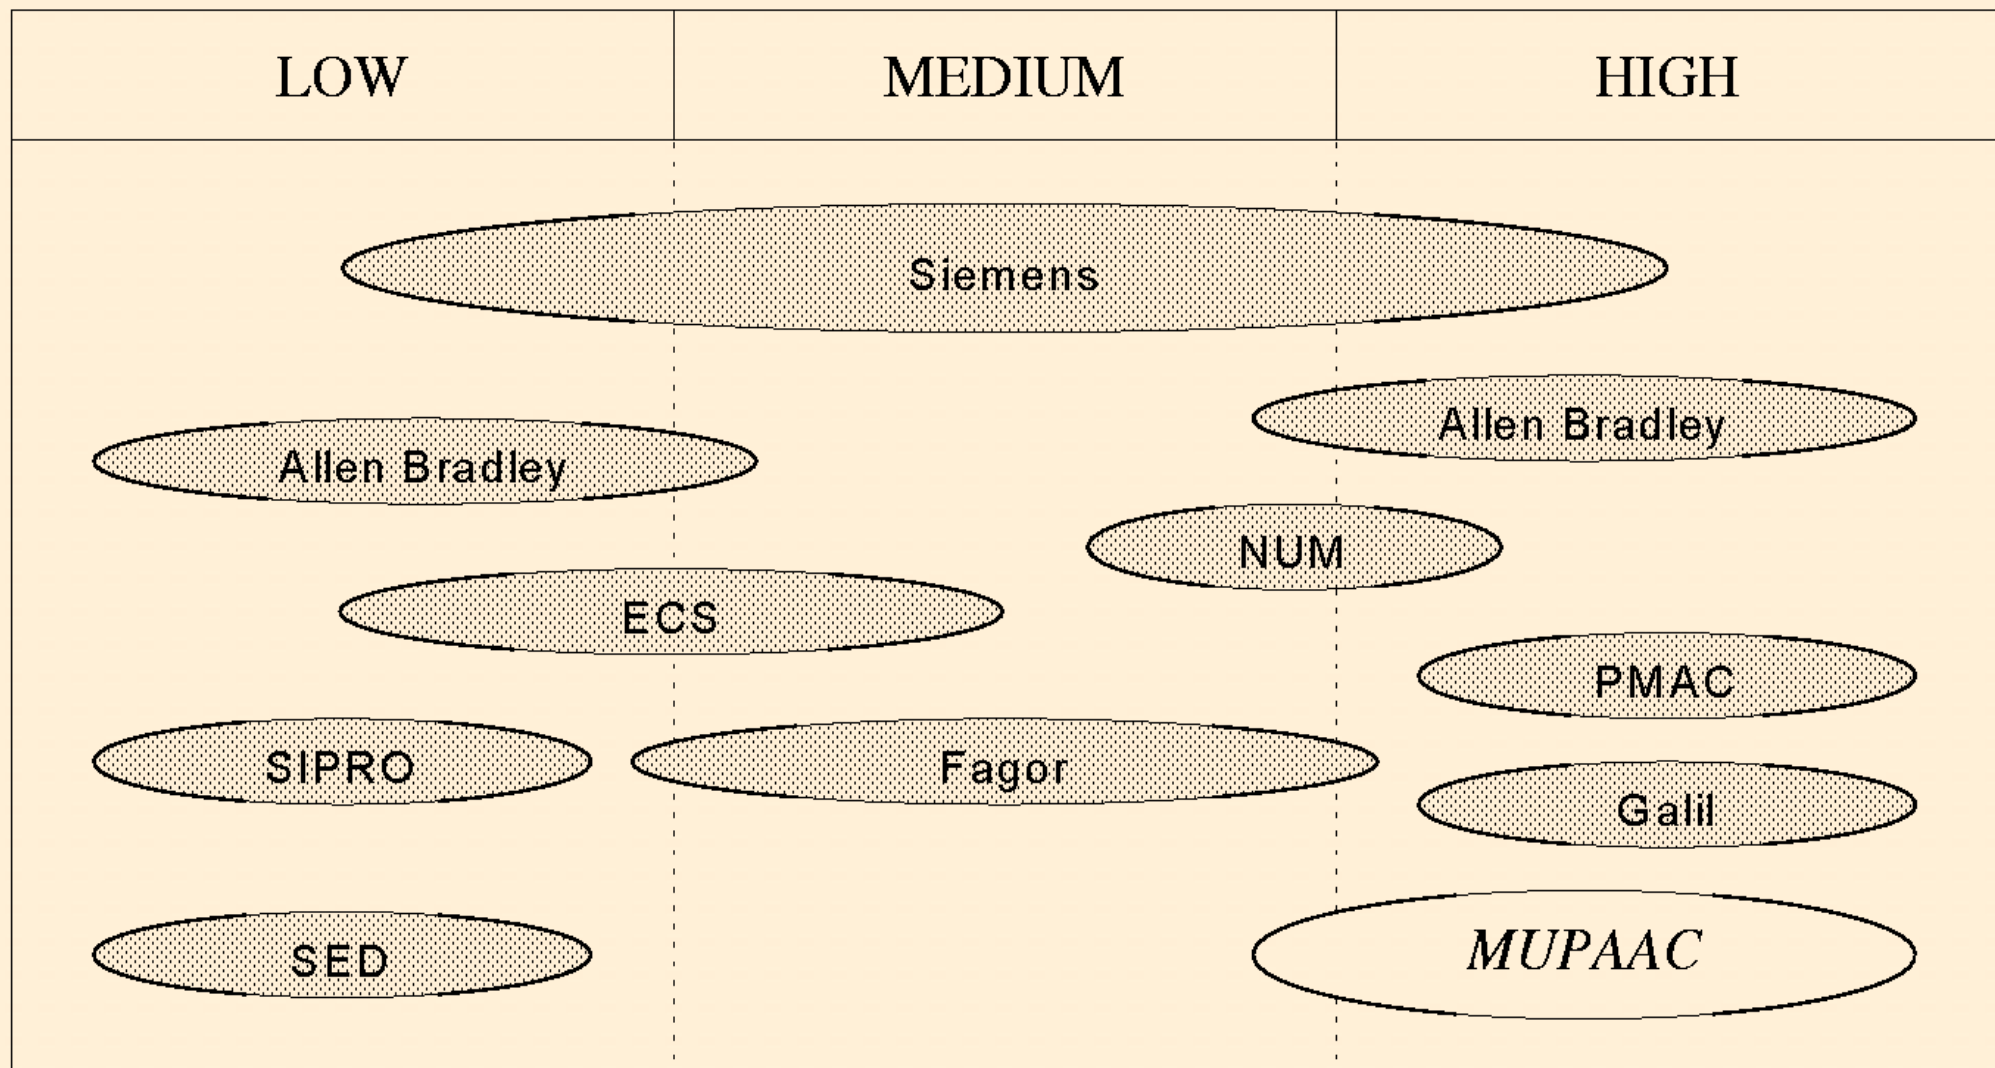 LOW
MEDIUM
HIGH
Siemens
Allen Bradley
Allen Bradley
NUM
ECS
PMAC
SIPRO
Fagor
Galil
SED
MUPAAC